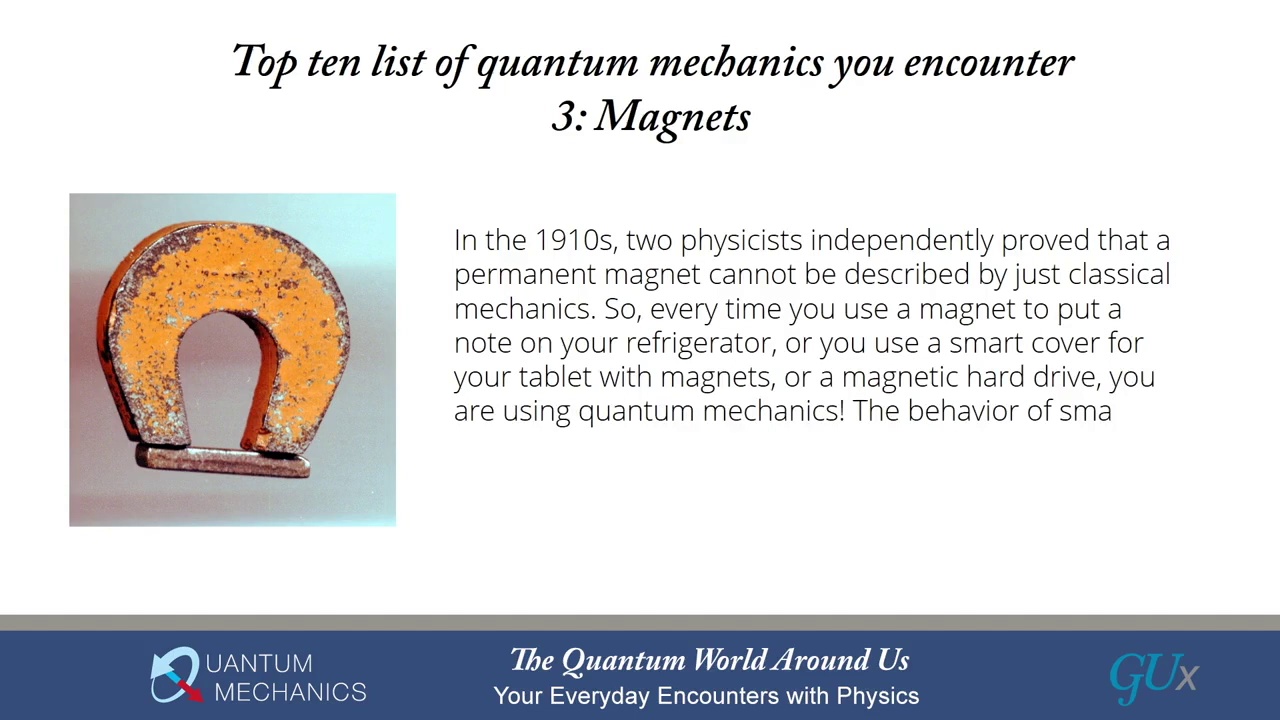 Top ten list of quantum mechanics you encounter
3: Magnets
In the 1910s, two physicists independently proved that a
permanent magnet cannot be described by just classical
mechanics. So, every time you use a magnet to put a
note on your refrigerator, or you use a smart cover for
your tablet with magnets, or a magnetic hard drive, you
are using quantum mechanics! The behavior of sma
QUANTUM
MECHANICS
The Quantum World Around Us
Your Everyday Encounters with Physics
GUx